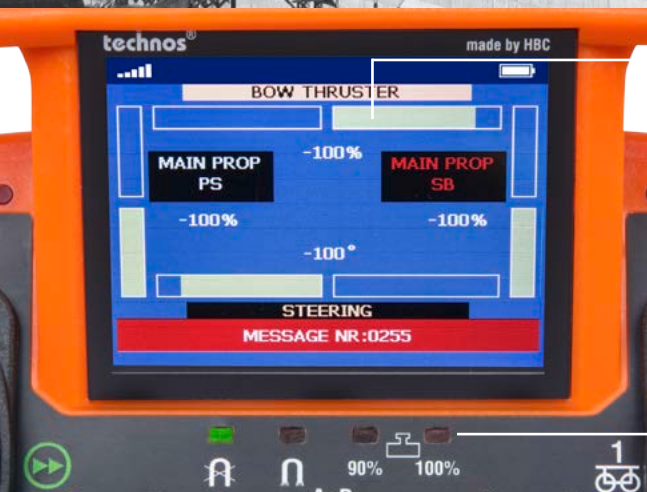 technos®
made by HBC
BOW THRUSTER
-100%
MAIN PROP
PS
MAIN PROP
SB
-100%
-100%
-100°
STEERING
MESSAGE NR:0255
90%
100%
1